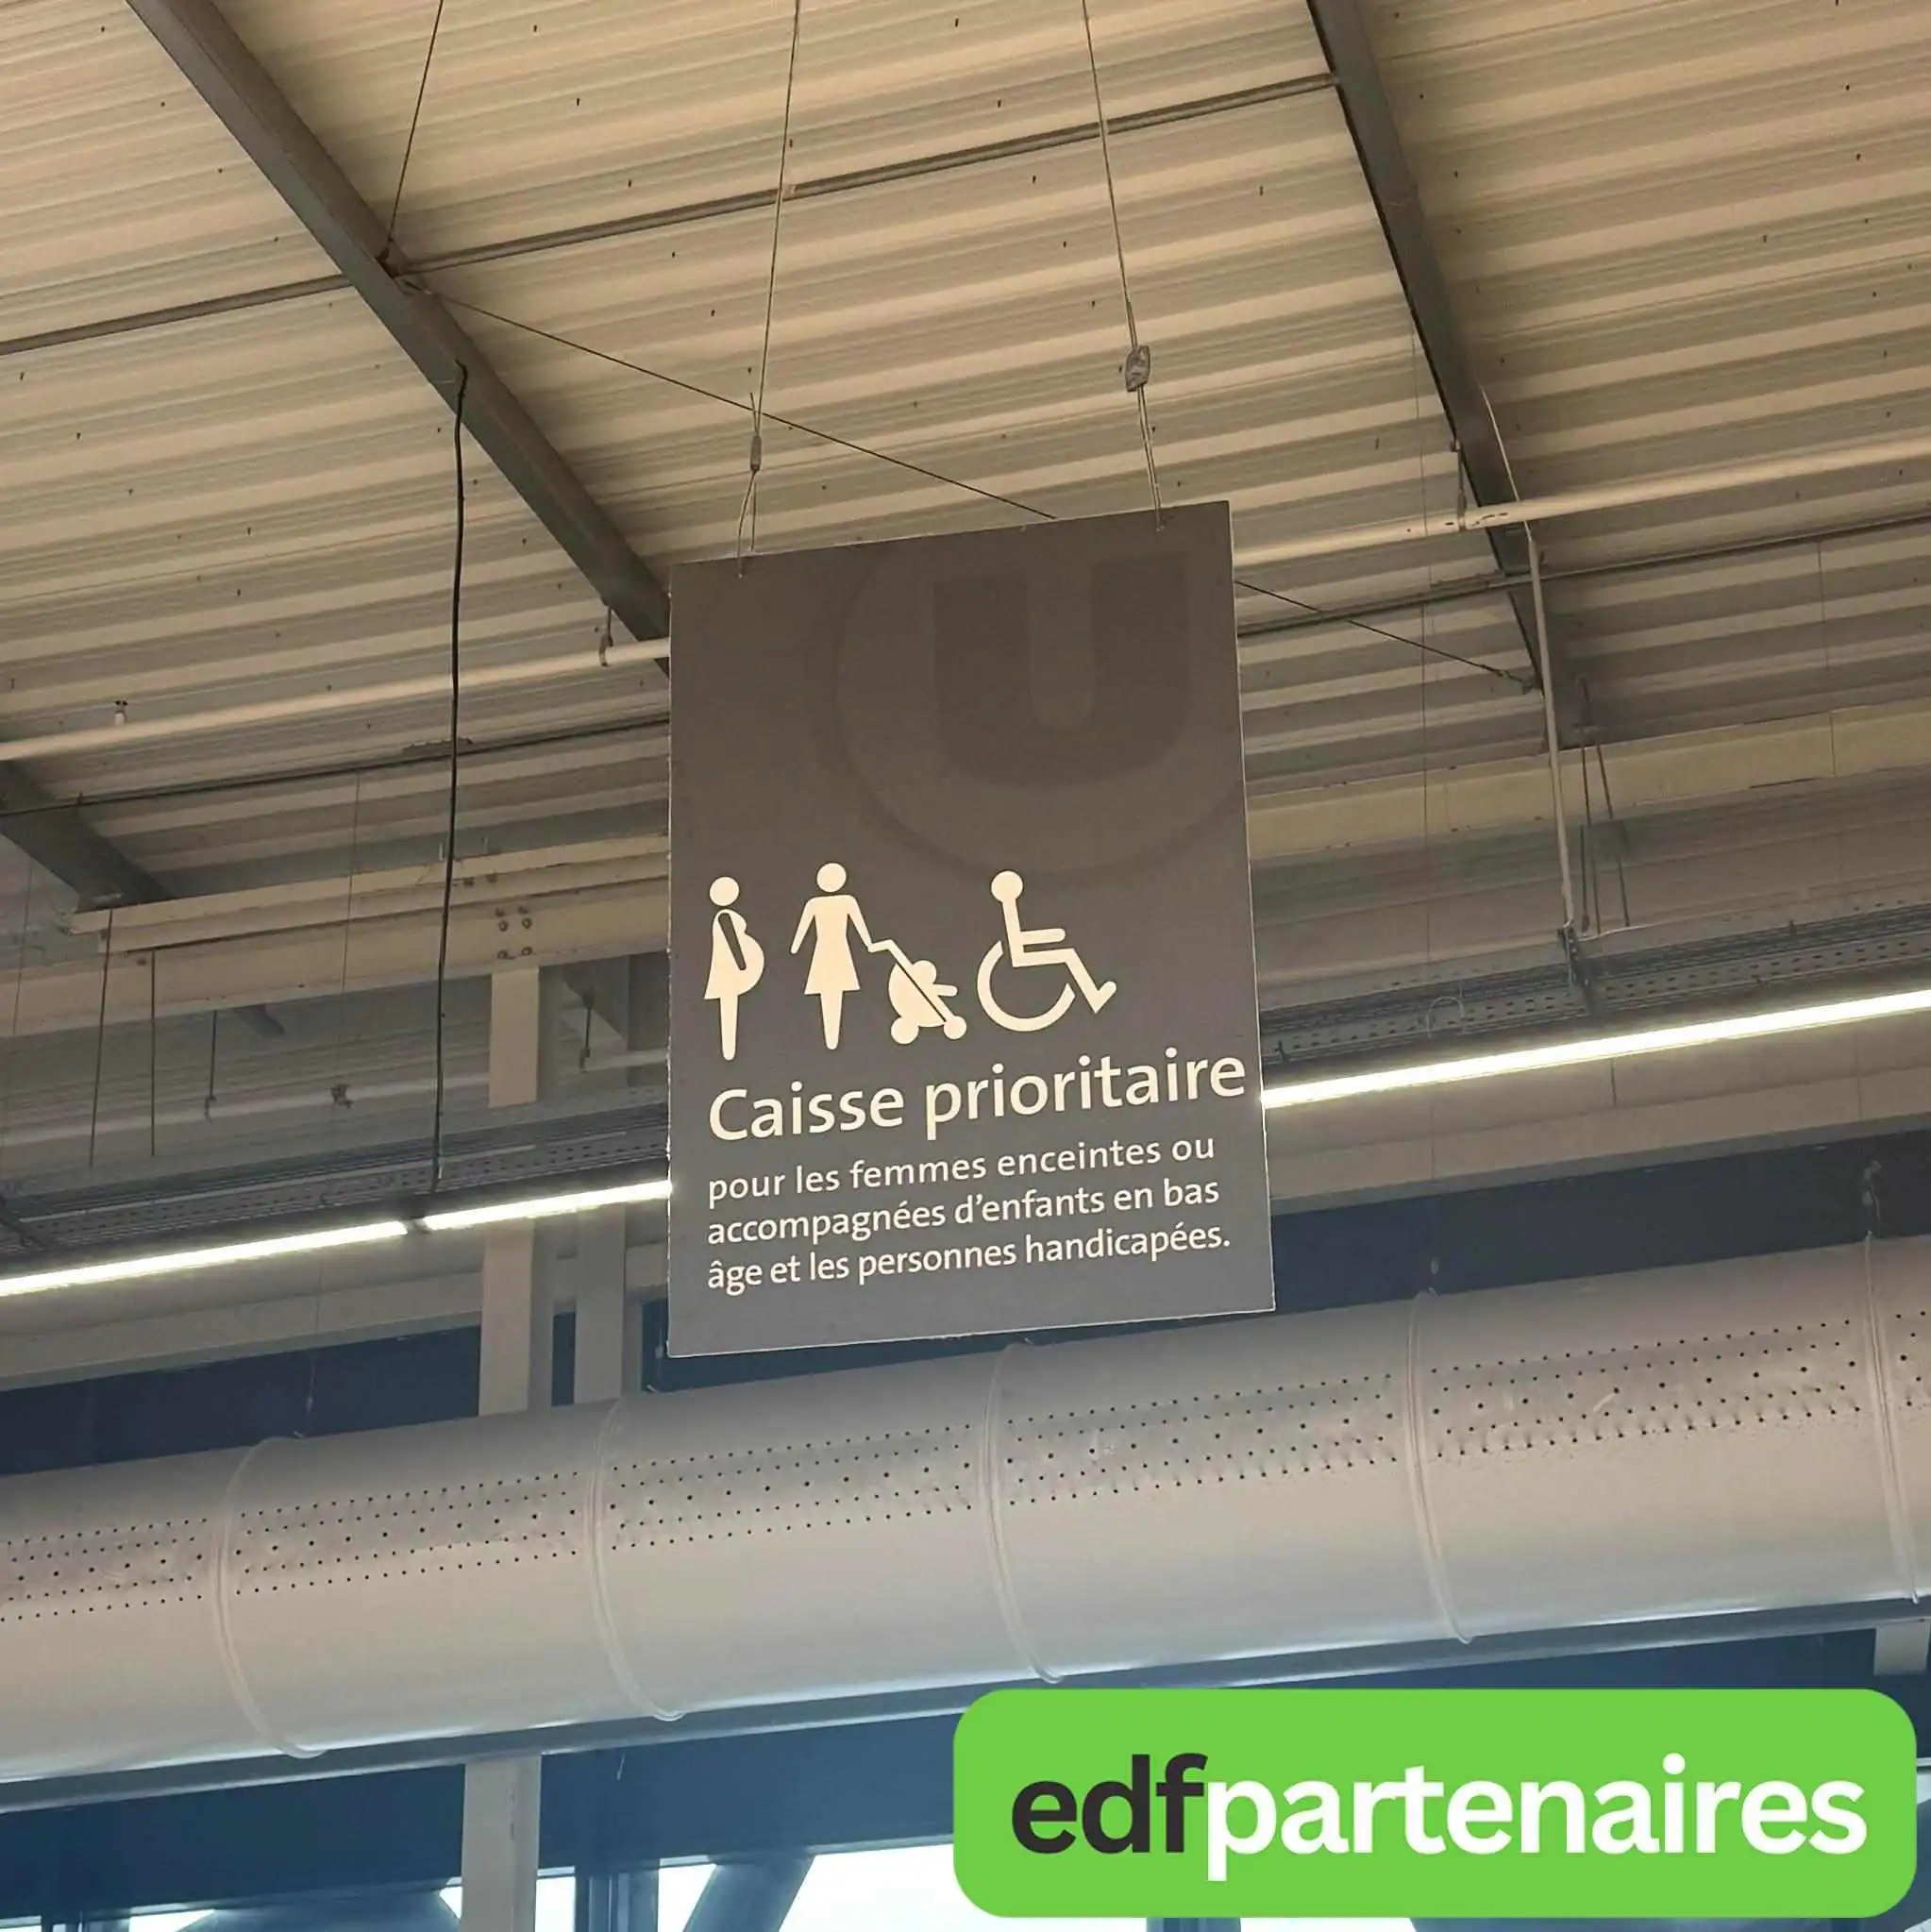 U
Caisse prioritaire
pour les femmes enceintes ou
accompagnées d'enfants en bas
âge et les personnes handicapées.
edfpartenaires